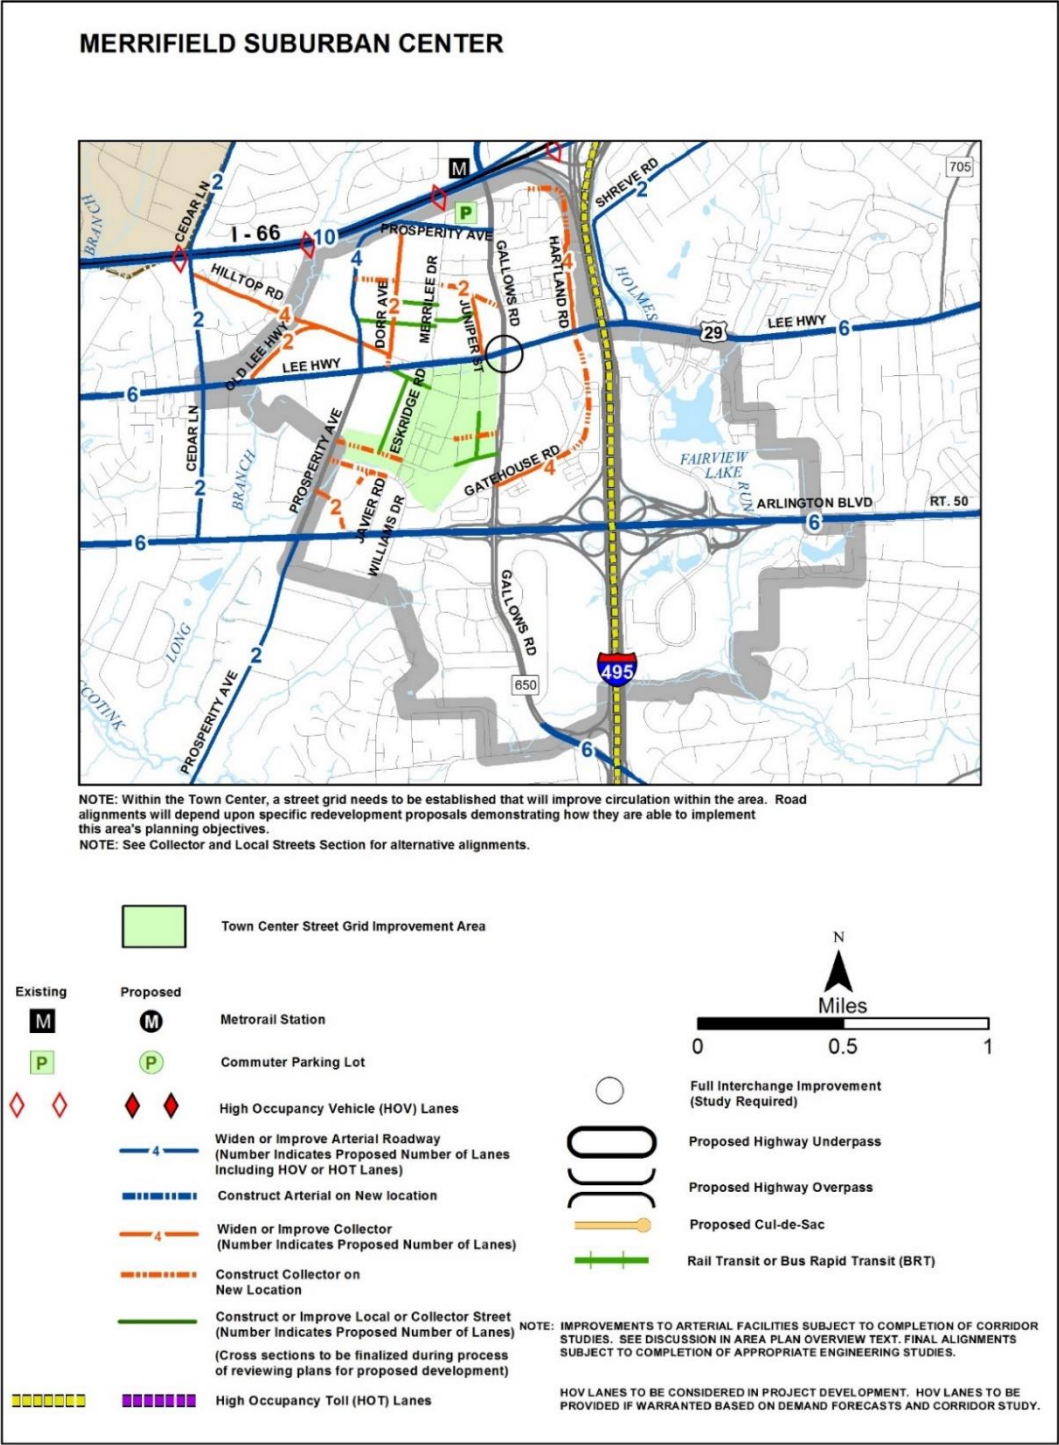 MERRIFIELD SUBURBAN CENTER
M
P
705
SHREVE RD
2
2
CEDAR LN
BRANCH
I - 66
10
PROSPERITY AVE
4
GALLOWS RD
HARTLAND RD
4
HOLMES
HILLTOP RD
4
2
OLD LEE HWY
2
DORR AVE
2
MERRILEE DR
2
JUNIPER ST
29
LEE HWY
6
LEE HWY
6
ESKRIDGE RD
CEDAR LN
2
BRANCH
PROSPERITY AVE
2
JAVIER RD
WILLIAMS DR
GATEHOUSE RD
4
FAIRVIEW
LAKE
RUN
ARLINGTON BLVD
RT. 50
6
6
LONG
GALLOWS RD
2
650
495
PROSPERITY AVE
6
NOTE: Within the Town Center, a street grid needs to be established that will improve circulation within the area. Road
alignments will depend upon specific redevelopment proposals demonstrating how they are able to implement
this area's planning objectives.
NOTE: See Collector and Local Streets Section for alternative alignments.
Town Center Street Grid Improvement Area
Existing
Proposed
M
M
Metrorail Station
P
P
Commuter Parking Lot
High Occupancy Vehicle (HOV) Lanes
4
Widen or Improve Arterial Roadway
(Number Indicates Proposed Number of Lanes
Including HOV or HOT Lanes)
Construct Arterial on New location
4
Widen or Improve Collector
(Number Indicates Proposed Number of Lanes)
Construct Collector on
New Location
Construct or Improve Local or Collector Street
(Number Indicates Proposed Number of Lanes)
(Cross sections to be finalized during process
of reviewing plans for proposed development)
High Occupancy Toll (HOT) Lanes
N
Miles
0 0.5 1
Full Interchange Improvement
(Study Required)
Proposed Highway Underpass
Proposed Highway Overpass
Proposed Cul-de-Sac
Rail Transit or Bus Rapid Transit (BRT)
NOTE: IMPROVEMENTS TO ARTERIAL FACILITIES SUBJECT TO COMPLETION OF CORRIDOR
STUDIES. SEE DISCUSSION IN AREA PLAN OVERVIEW TEXT. FINAL ALIGNMENTS
SUBJECT TO COMPLETION OF APPROPRIATE ENGINEERING STUDIES.
HOV LANES TO BE CONSIDERED IN PROJECT DEVELOPMENT. HOV LANES TO BE
PROVIDED IF WARRANTED BASED ON DEMAND FORECASTS AND CORRIDOR STUDY.